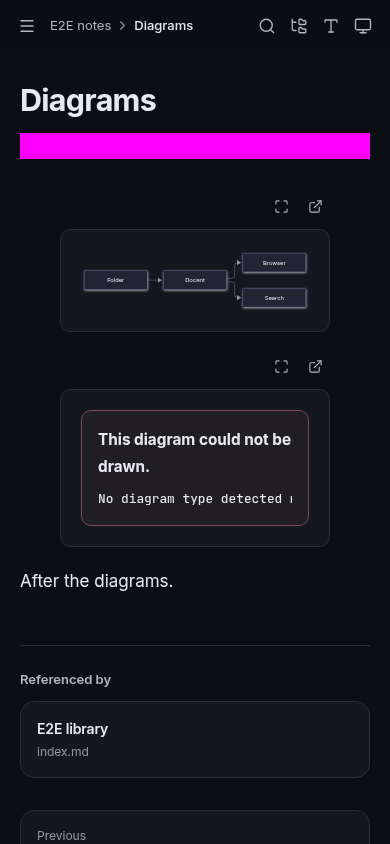 E2E notes > Diagrams
Diagrams
Folder
Docent
Browser
Search
This diagram could not be
drawn.
No diagram type detected
After the diagrams.
Referenced by
E2E library
index.md
Previous